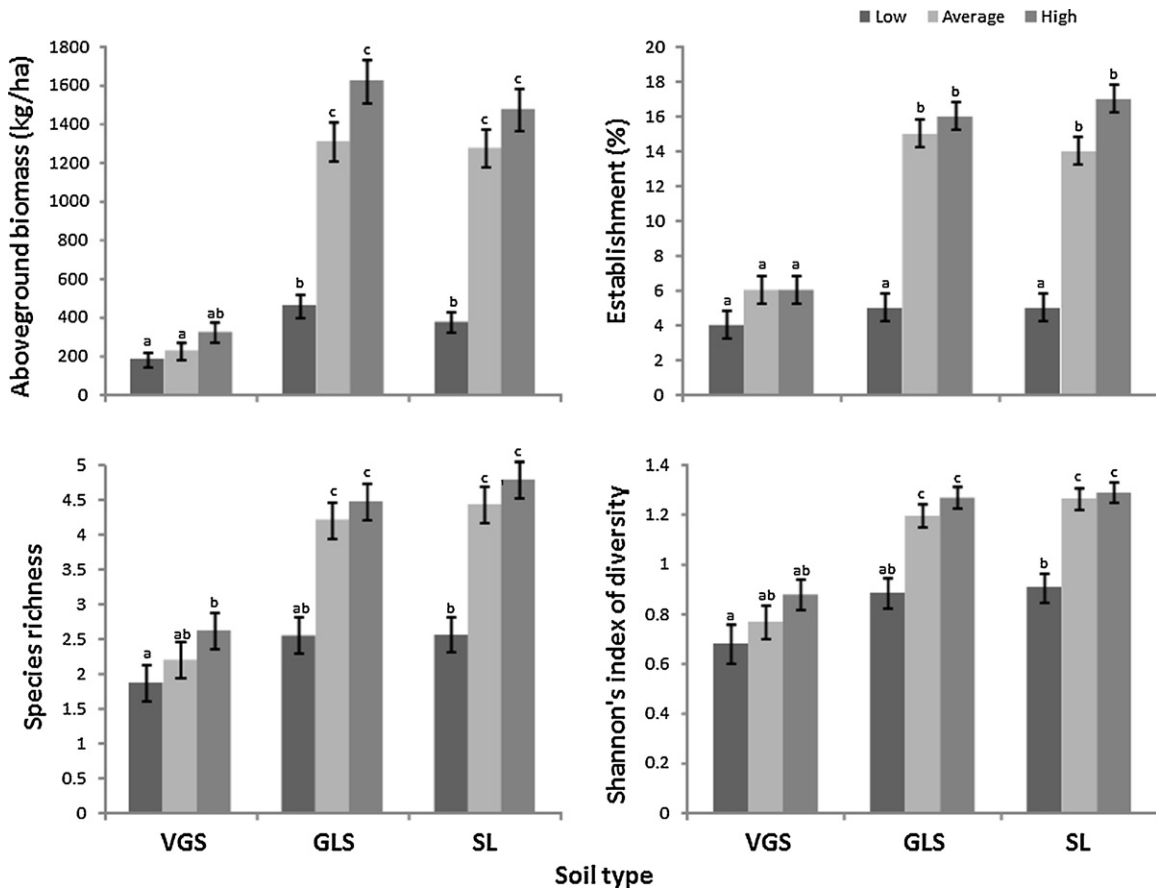 Low Average High
Aboveground biomass (kg/ha)
1800
1600
1400
1200
1000
800
600
400
200
0
a a ab
b c c
b c c
Establishment (%)
20
18
16
14
12
10
8
6
4
2
0
a a a
a b b
a b b
Species richness
5
4.5
4
3.5
3
2.5
2
1.5
1
0.5
0
a ab b
ab c c
b c c
VGS GLS SL
Shannon's index of diversity
1.4
1.2
1
0.8
0.6
0.4
0.2
0
a ab ab
ab c c
b c c
VGS GLS SL
Soil type